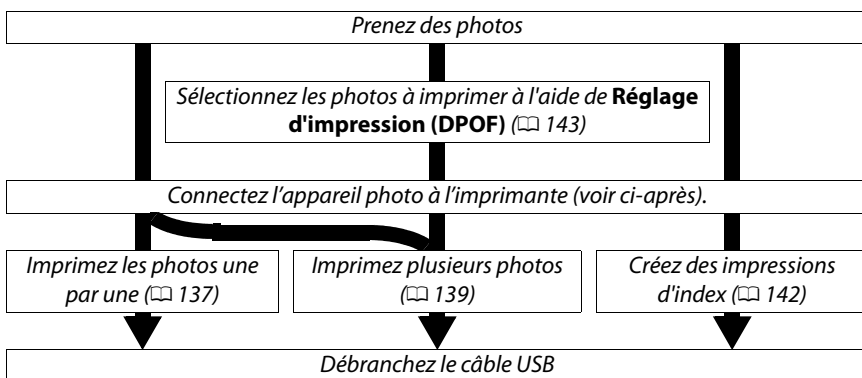 Prenez des photos
Sélectionnez les photos à imprimer à l'aide de Réglage
d'impression (DPOF) (📖 143)
Connectez l’appareil photo à l’imprimante (voir ci-après).
Imprimez les photos une
par une (📖 137)
Imprimez plusieurs photos
(📖 139)
Créez des impressions
d'index (📖 142)
Débranchez le câble USB